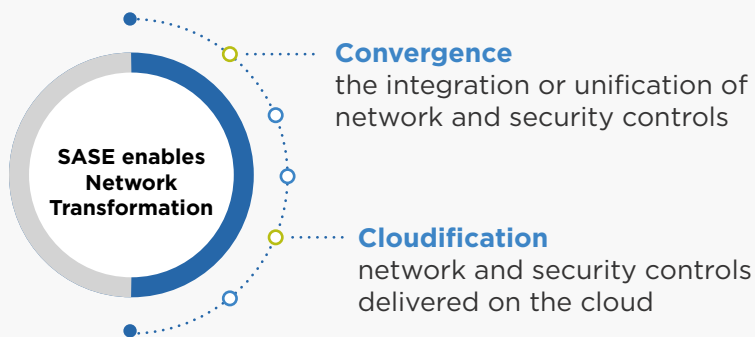 SASE enables
Network
Transformation
Convergence
the integration or unification of
network and security controls
Cloudification
network and security controls
delivered on the cloud